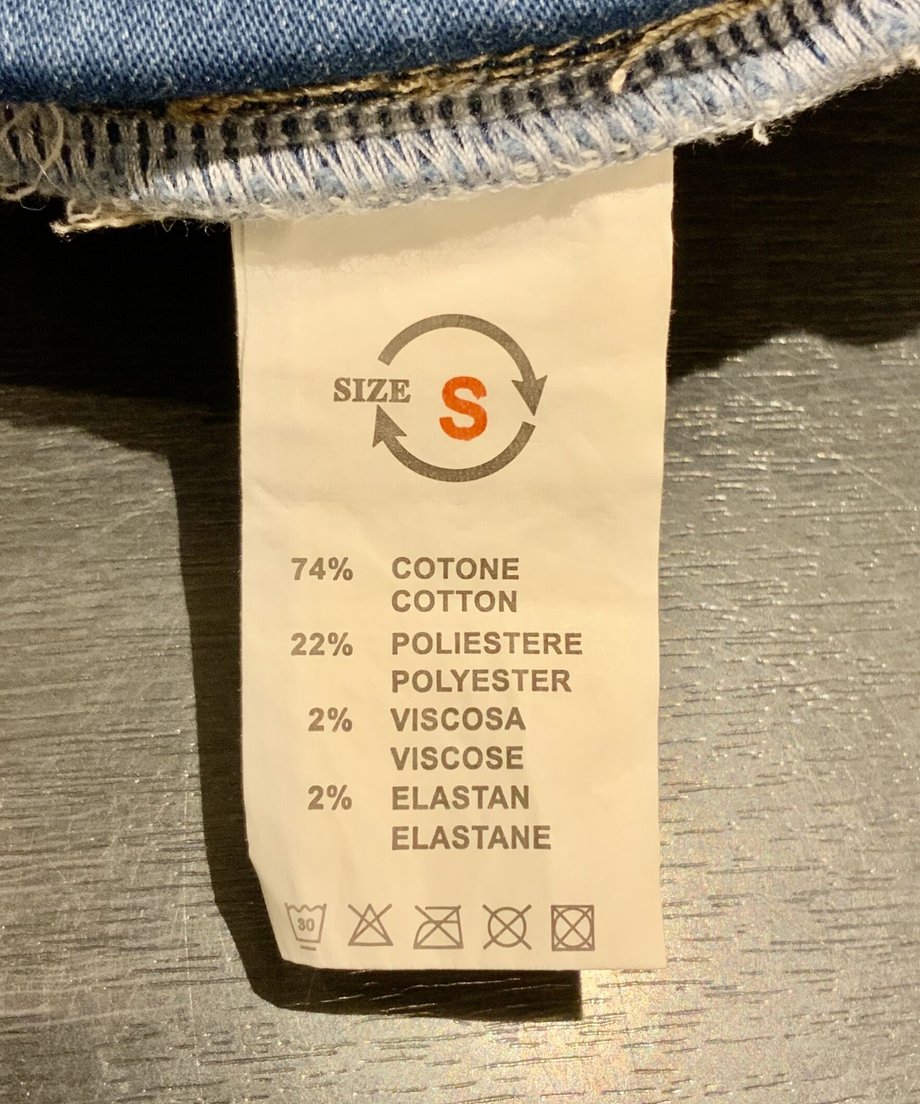 SIZE S
74% COTONE
COTTON
22% POLIESTERE
POLYESTER
2% VISCOSA
VISCOSE
2% ELASTAN
ELASTANE
30